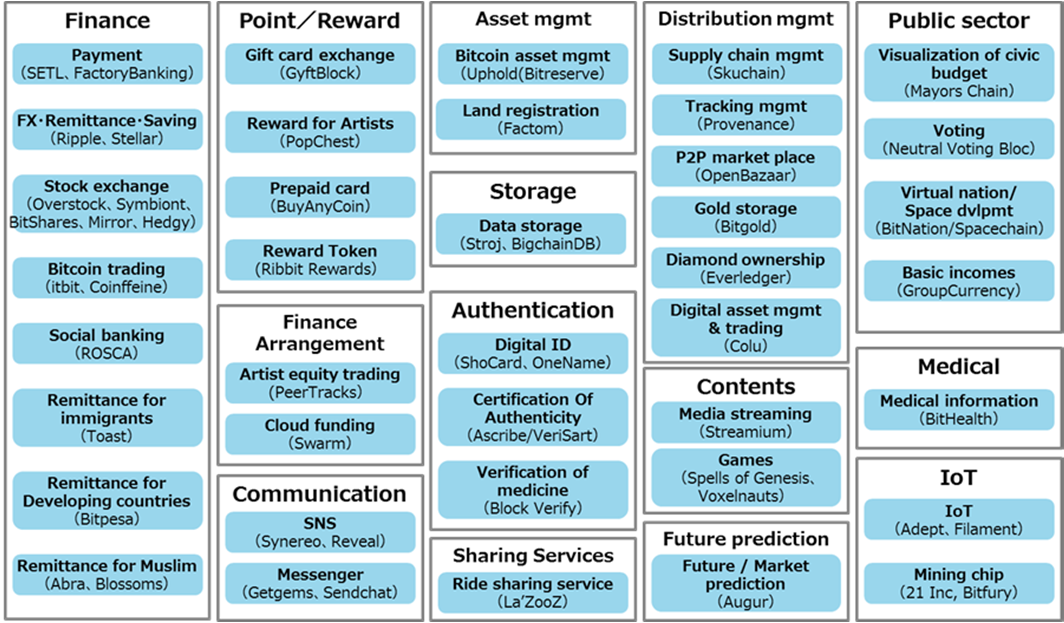 Finance
Payment
(SETL、FactoryBanking)
FX・Remittance・Saving
(Ripple、Stellar)
Stock exchange
(Overstock、Symbiont、
BitShares、Mirror、Hedgy)
Bitcoin trading
(itbit、Coinffeine)
Social banking
(ROSCA)
Remittance for
immigrants
(Toast)
Remittance for
Developing countries
(Bitpesa)
Remittance for Muslim
(Abra、Blossoms)
Point／Reward
Gift card exchange
(GyftBlock)
Reward for Artists
(PopChest)
Prepaid card
(BuyAnyCoin)
Reward Token
(Ribbit Rewards)
Finance
Arrangement
Artist equity trading
(PeerTracks)
Cloud funding
(Swarm)
Communication
SNS
(Synereo、Reveal)
Messenger
(Getgems、Sendchat)
Asset mgmt
Bitcoin asset mgmt
(Uphold(Bitreserve)
Land registration
(Factom)
Storage
Data storage
(Stroj、BigchainDB)
Authentication
Digital ID
(ShoCard、OneName)
Certification Of
Authenticity
(Ascribe/VeriSart)
Verification of
medicine
(Block Verify)
Sharing Services
Ride sharing service
(La’ZooZ)
Distribution mgmt
Supply chain mgmt
(Skuchain)
Tracking mgmt
(Provenance)
P2P market place
(OpenBazaar)
Gold storage
(Bitgold)
Diamond ownership
(Everledger)
Digital asset mgmt
& trading
(Colu)
Contents
Media streaming
(Streamium)
Games
(Spells of Genesis、
Voxelnauts)
Future prediction
Future / Market
prediction
(Augur)
Public sector
Visualization of civic
budget
(Mayors Chain)
Voting
(Neutral Voting Bloc)
Virtual nation/
Space dvlpmt
(BitNation/Spacechain)
Basic incomes
(GroupCurrency)
Medical
Medical information
(BitHealth)
IoT
IoT
(Adept、Filament)
Mining chip
(21 Inc, Bitfury)